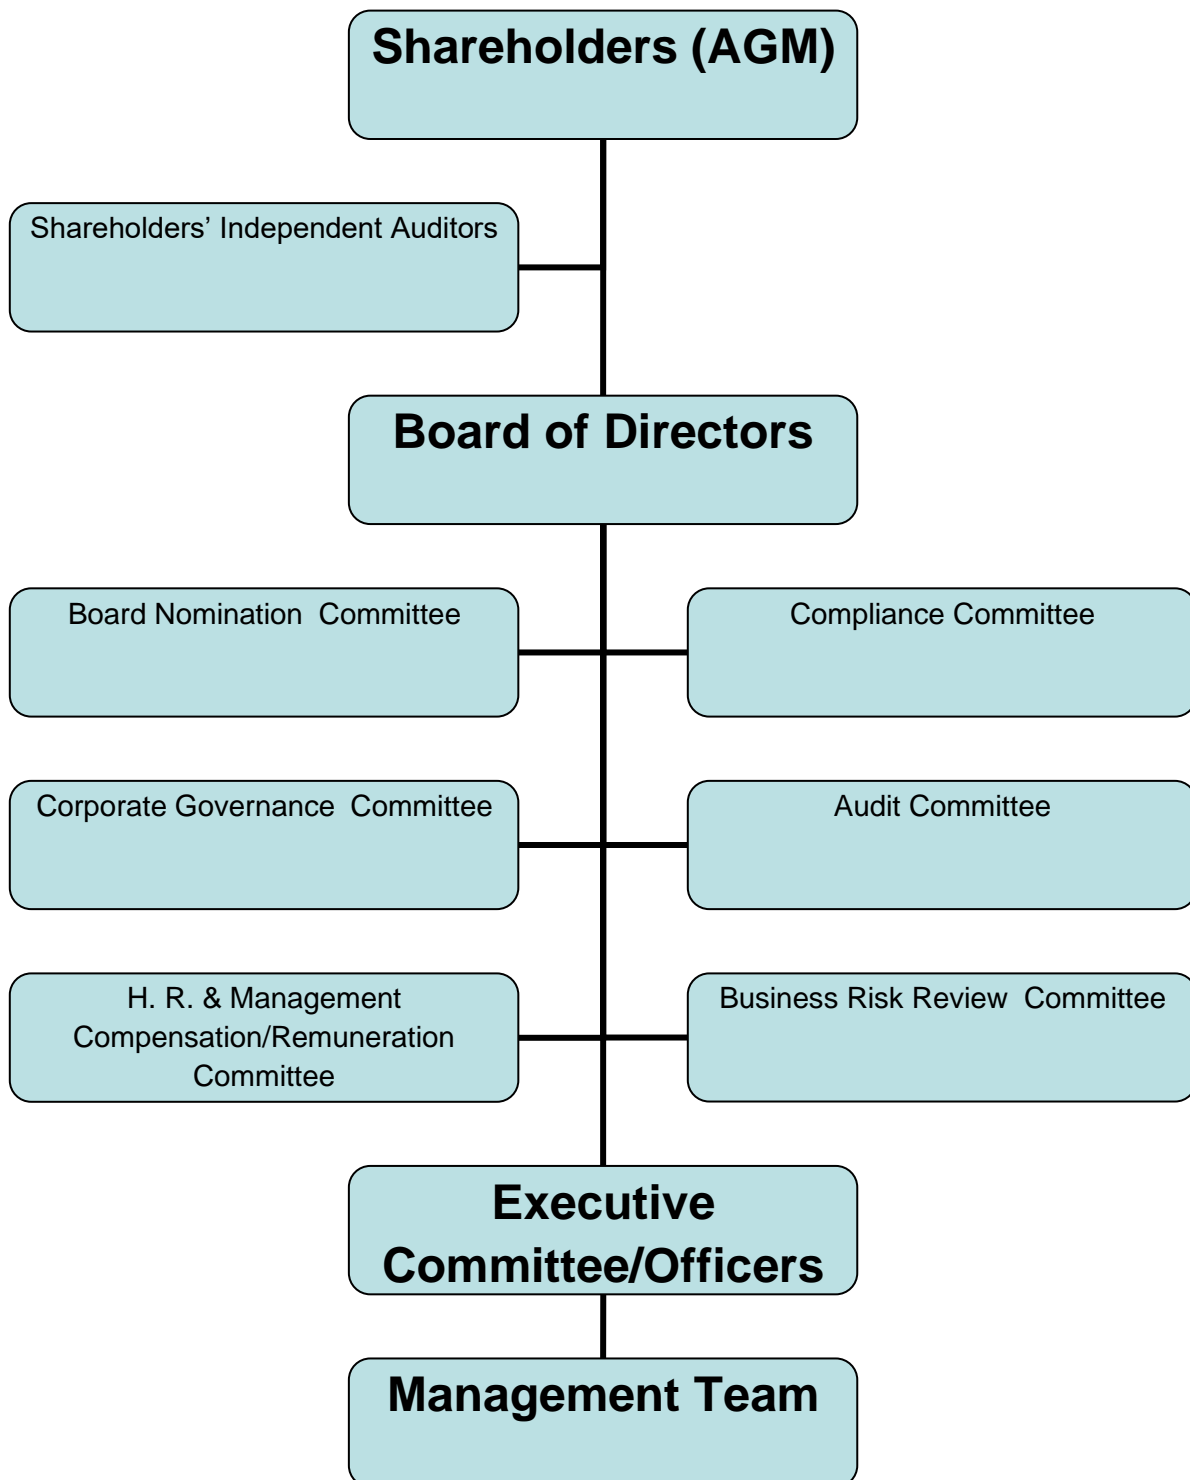 Shareholders (AGM)
Shareholders’ Independent Auditors
Board of Directors
Board Nomination  Committee
Compliance Committee
Corporate Governance  Committee
Audit Committee
H. R. & Management
Compensation/Remuneration
Committee
Business Risk Review  Committee
Executive
Committee/Officers
Management Team